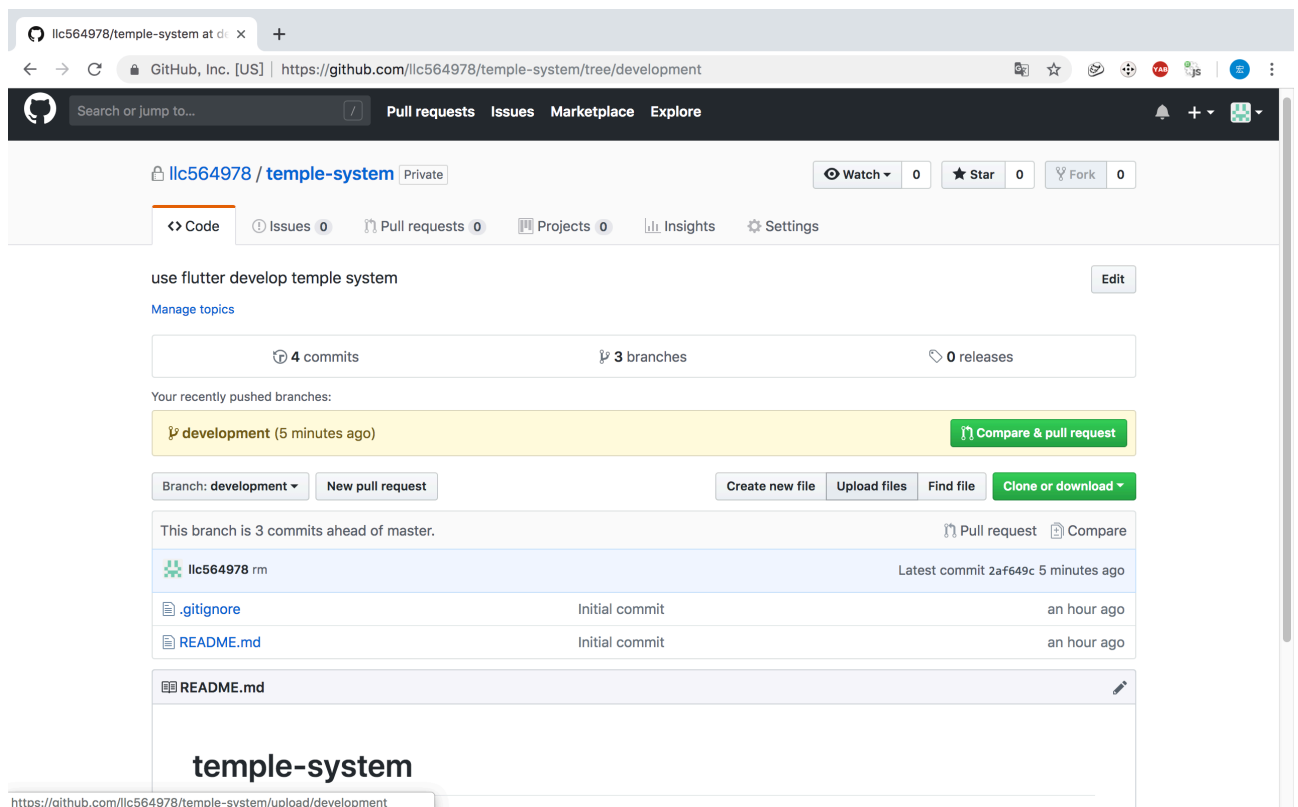 llc564978/temple-system at de
GitHub, Inc. [US] | https://github.com/llc564978/temple-system/tree/development
YAB
js
宏
Search or jump to... /
Pull requests Issues Marketplace Explore
llc564978 / temple-system Private
Watch 0 Star 0 Fork 0
Code Issues 0 Pull requests 0 Projects 0 Insights Settings
use flutter develop temple system
Edit
Manage topics
4 commits 3 branches 0 releases
Your recently pushed branches:
development (5 minutes ago) Compare & pull request
Branch: development New pull request Create new file Upload files Find file Clone or download
This branch is 3 commits ahead of master. Pull request Compare
llc564978 rm Latest commit 2af649c 5 minutes ago
.gitignore Initial commit an hour ago
README.md Initial commit an hour ago
README.md
temple-system
https://github.com/llc564978/temple-system/upload/development